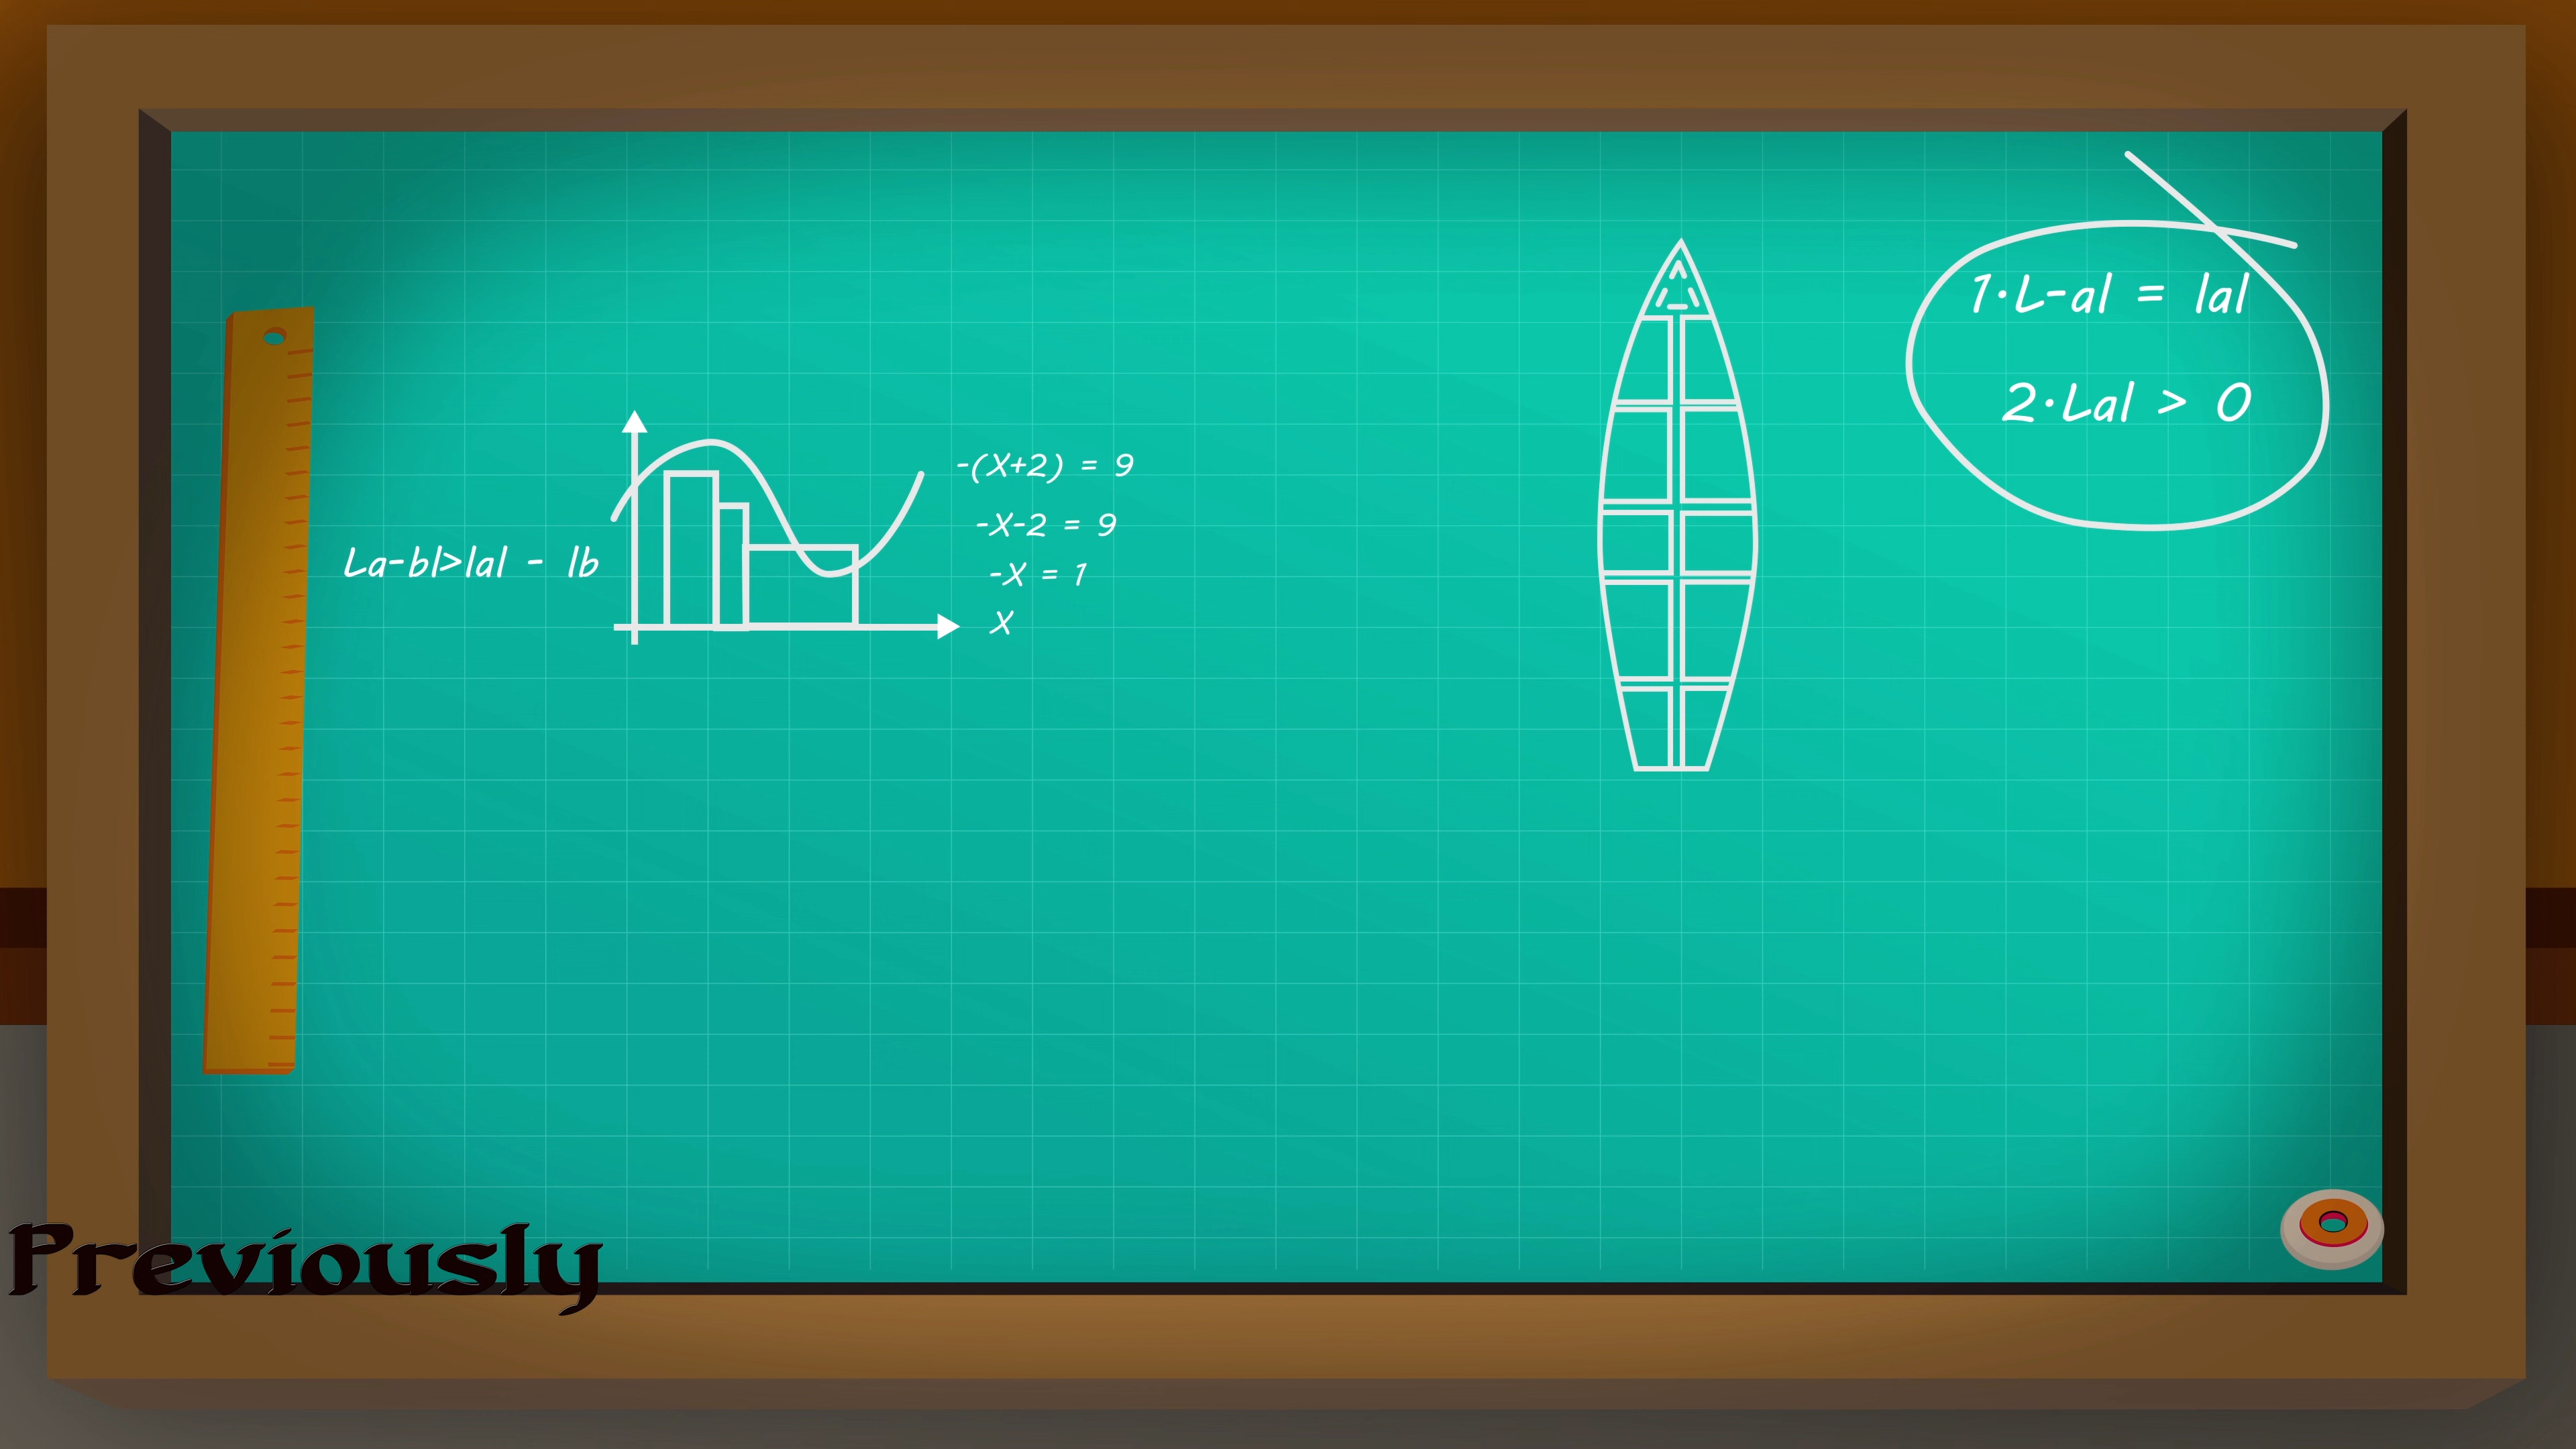 La-bl>lal - lb
-(X+2) = 9
-X-2 = 9
-X = 1
X
1·L-al = lal
2·Lal > 0
Previously